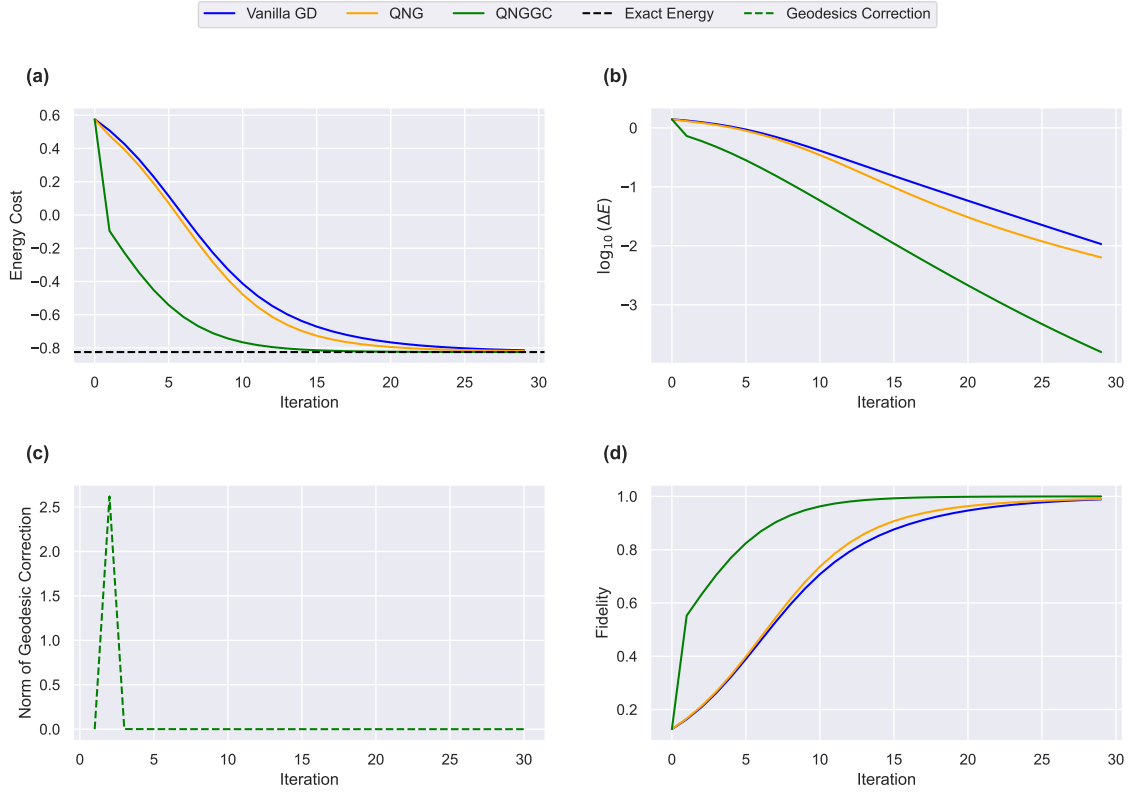 Vanilla GD QNG QNGGC Exact Energy Geodesics Correction
(a)
0.6
0.4
0.2
0.0
−0.2
−0.4
−0.6
−0.8
Energy Cost
0 5 10 15 20 25 30
Iteration
(b)
0
−1
−2
−3
log₁₀ (ΔE)
0 5 10 15 20 25 30
Iteration
(c)
2.5
2.0
1.5
1.0
0.5
0.0
Norm of Geodesic Correction
0 5 10 15 20 25 30
Iteration
(d)
1.0
0.8
0.6
0.4
0.2
Fidelity
0 5 10 15 20 25 30
Iteration